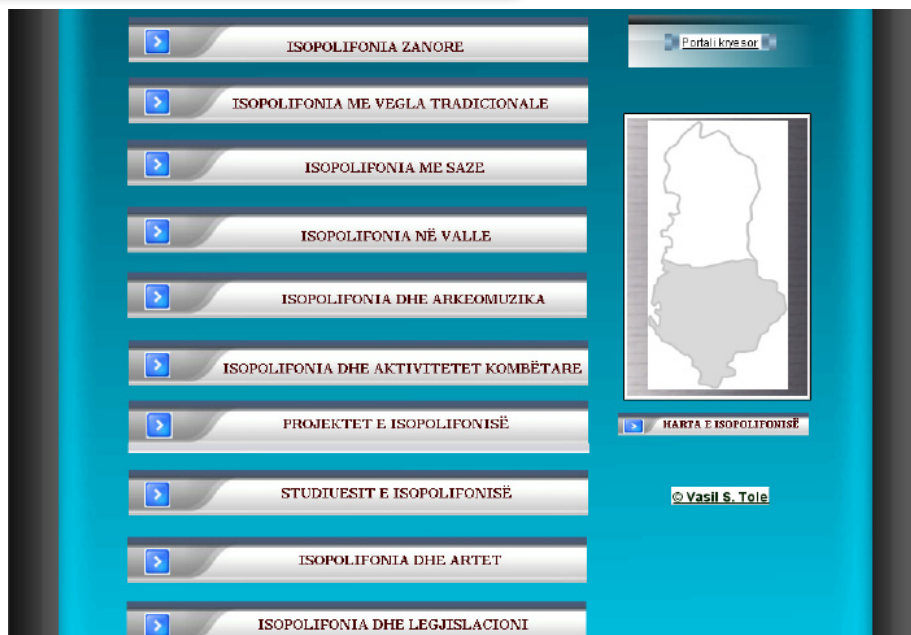 ISOPOLIFONIA ZANORE
ISOPOLIFONIA ME VEGLA TRADICIONALE
ISOPOLIFONIA ME SAZE
ISOPOLIFONIA NË VALLE
ISOPOLIFONIA DHE ARKEOMUZIKA
ISOPOLIFONIA DHE AKTIVITETET KOMBËTARE
PROJEKTET E ISOPOLIFONISË
STUDIUESIT E ISOPOLIFONISË
ISOPOLIFONIA DHE ARTET
ISOPOLIFONIA DHE LEGJISLACIONI
Portali kryesor
HARTA E ISOPOLIFONISË
© Vasil S. Tole